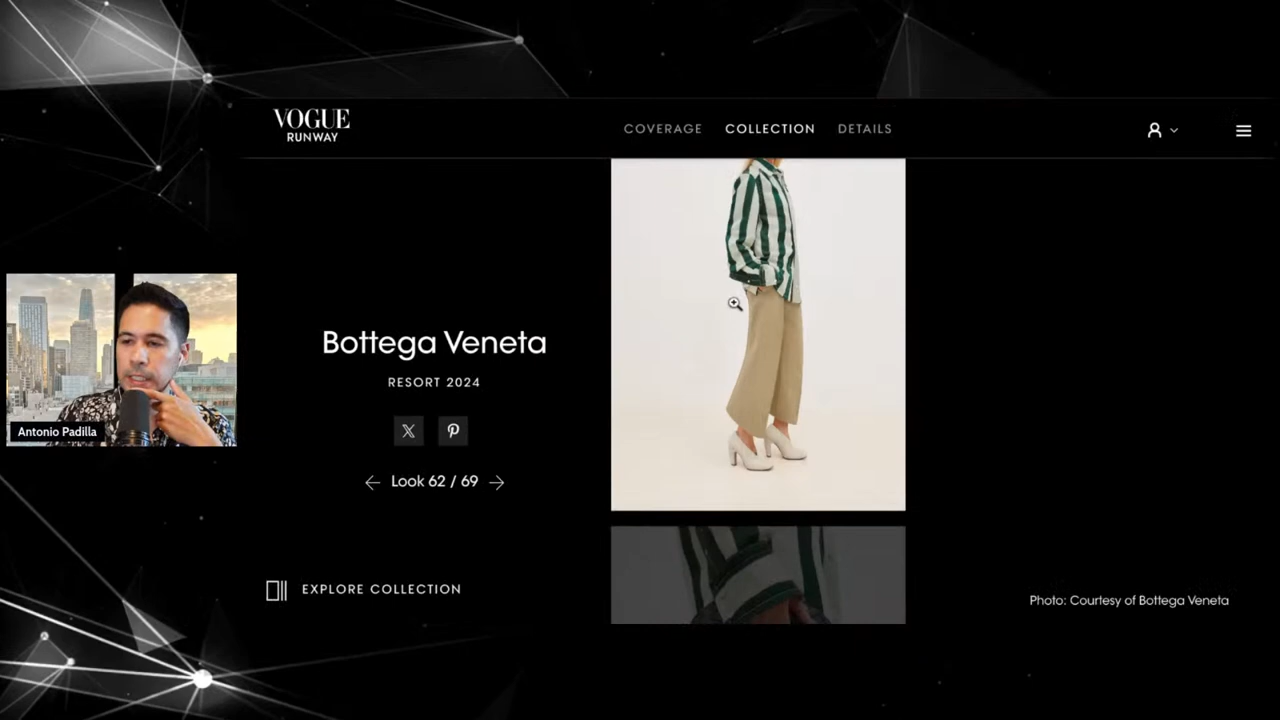 VOGUE
RUNWAY
COVERAGE COLLECTION DETAILS
Antonio Padilla
Bottega Veneta
RESORT 2024
Look 62 / 69
EXPLORE COLLECTION
Photo: Courtesy of Bottega Veneta